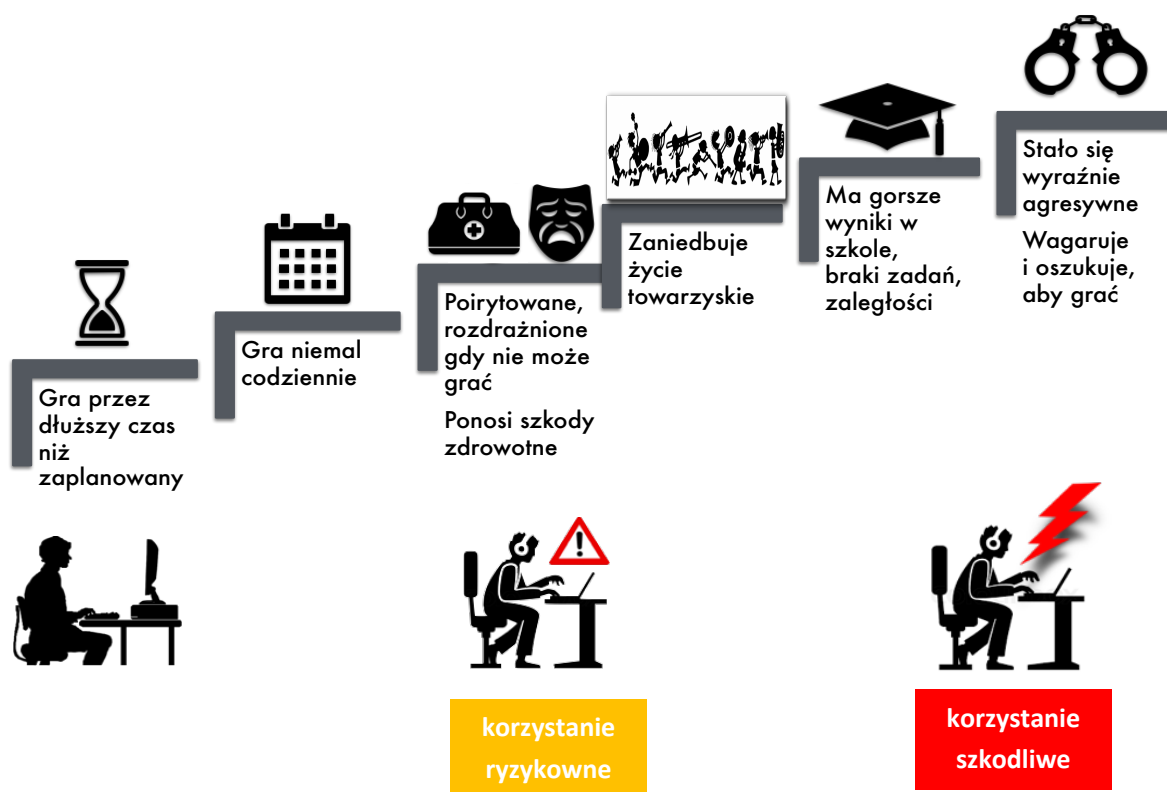 Gra przez
dłuższy czas
niż
zaplanowany
Gra niemal
codziennie
Poirytowane,
rozdrażnione
gdy nie może
grać
Ponosi szkody
zdrowotne
Zaniedbuje
życie
towarzyskie
Ma gorsze
wyniki w
szkole,
braki zadań,
zaległości
Stało się
wyraźnie
agresywne
Wagaruje
i oszukuje,
aby grać
korzystanie
ryzykowne
korzystanie
szkodliwe